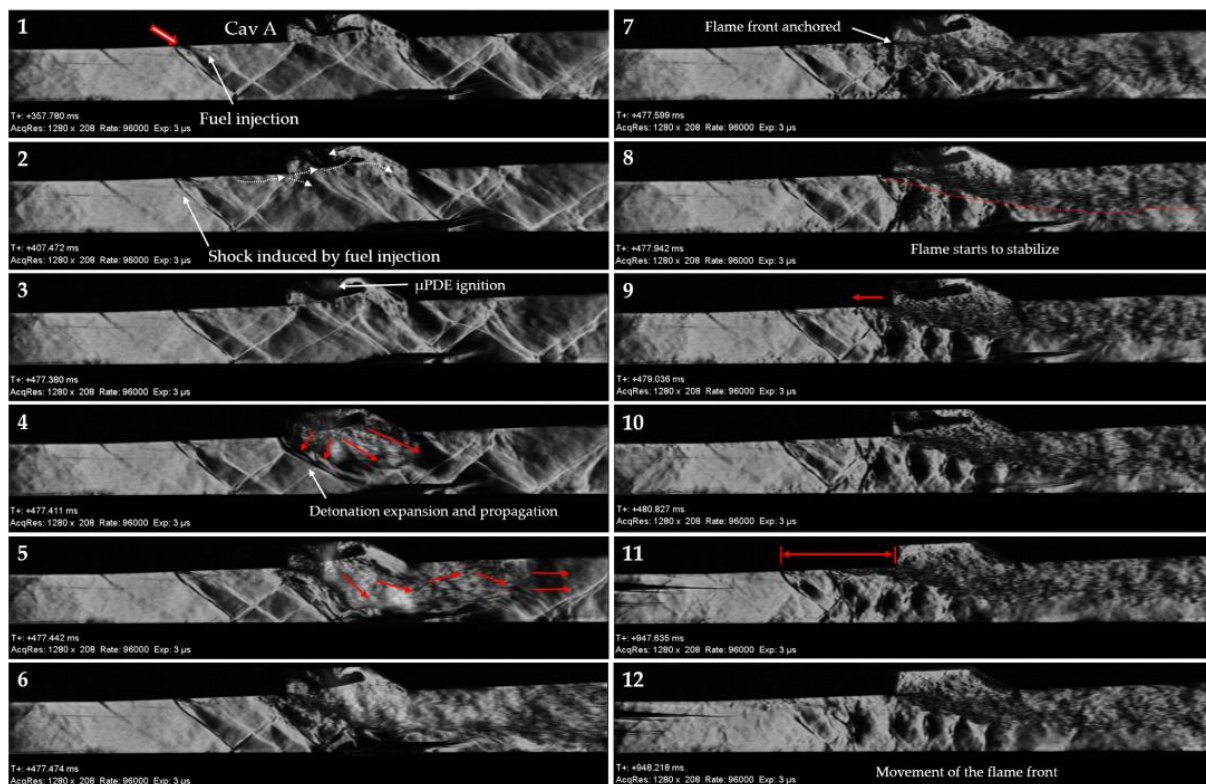 1
Cav A
Fuel injection
T+: +357.780 ms
AcqRes: 1280 x 208 Rate: 96000 Exp: 3 µs
2
Shock induced by fuel injection
T+: +407.472 ms
AcqRes: 1280 x 208 Rate: 96000 Exp: 3 µs
3
µPDE ignition
T+: +477.380 ms
AcqRes: 1280 x 208 Rate: 96000 Exp: 3 µs
4
T+: +477.411 ms
Detonation expansion and propagation
AcqRes: 1280 x 208 Rate: 96000 Exp: 3 µs
5
T+: +477.442 ms
AcqRes: 1280 x 208 Rate: 96000 Exp: 3 µs
6
T+: +477.474 ms
AcqRes: 1280 x 208 Rate: 96000 Exp: 3 µs
7
Flame front anchored
T+: +477.599 ms
AcqRes: 1280 x 208 Rate: 96000 Exp: 3 µs
8
T+: +477.942 ms
Flame starts to stabilize
AcqRes: 1280 x 208 Rate: 96000 Exp: 3 µs
9
T+: +479.036 ms
AcqRes: 1280 x 208 Rate: 96000 Exp: 3 µs
10
T+: +480.827 ms
AcqRes: 1280 x 208 Rate: 96000 Exp: 3 µs
11
T+: +947.635 ms
AcqRes: 1280 x 208 Rate: 96000 Exp: 3 µs
12
T+: +948.218 ms
AcqRes: 1280 x 208 Rate: 96000 Exp: 3 µs
Movement of the flame front